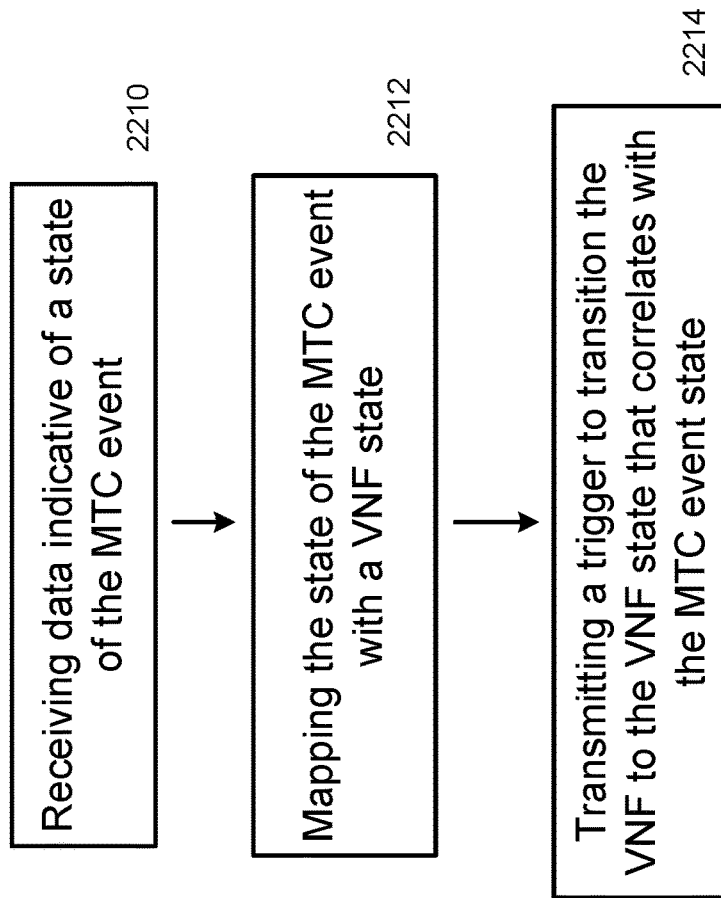 Receiving data indicative of a state
of the MTC event
2210
Mapping the state of the MTC event
with a VNF state
2212
Transmitting a trigger to transition the
VNF to the VNF state that correlates with
the MTC event state
2214